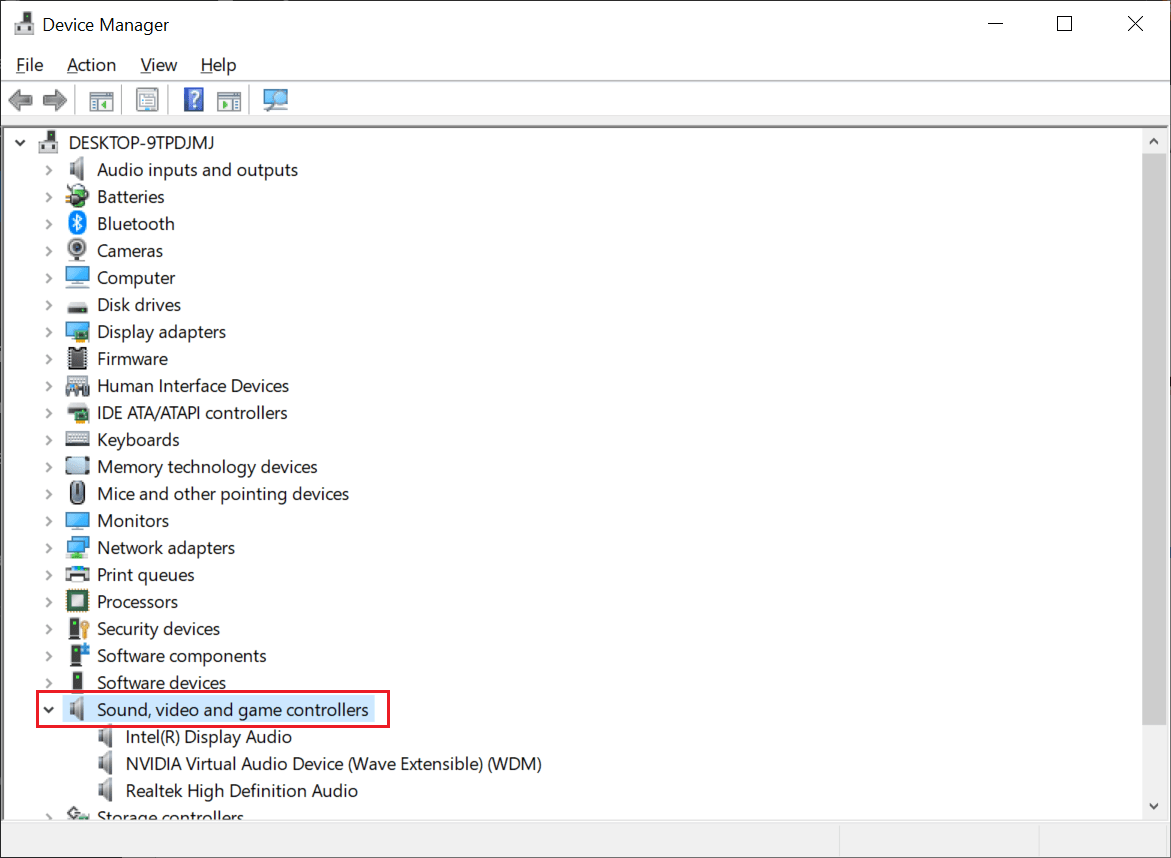 Device Manager
File Action View Help
DESKTOP-9TPDJMJ
Audio inputs and outputs
Batteries
Bluetooth
Cameras
Computer
Disk drives
Display adapters
Firmware
Human Interface Devices
IDE ATA/ATAPI controllers
Keyboards
Memory technology devices
Mice and other pointing devices
Monitors
Network adapters
Print queues
Processors
Security devices
Software components
Software devices
Sound, video and game controllers
Intel(R) Display Audio
NVIDIA Virtual Audio Device (Wave Extensible) (WDM)
Realtek High Definition Audio
Storage controllers